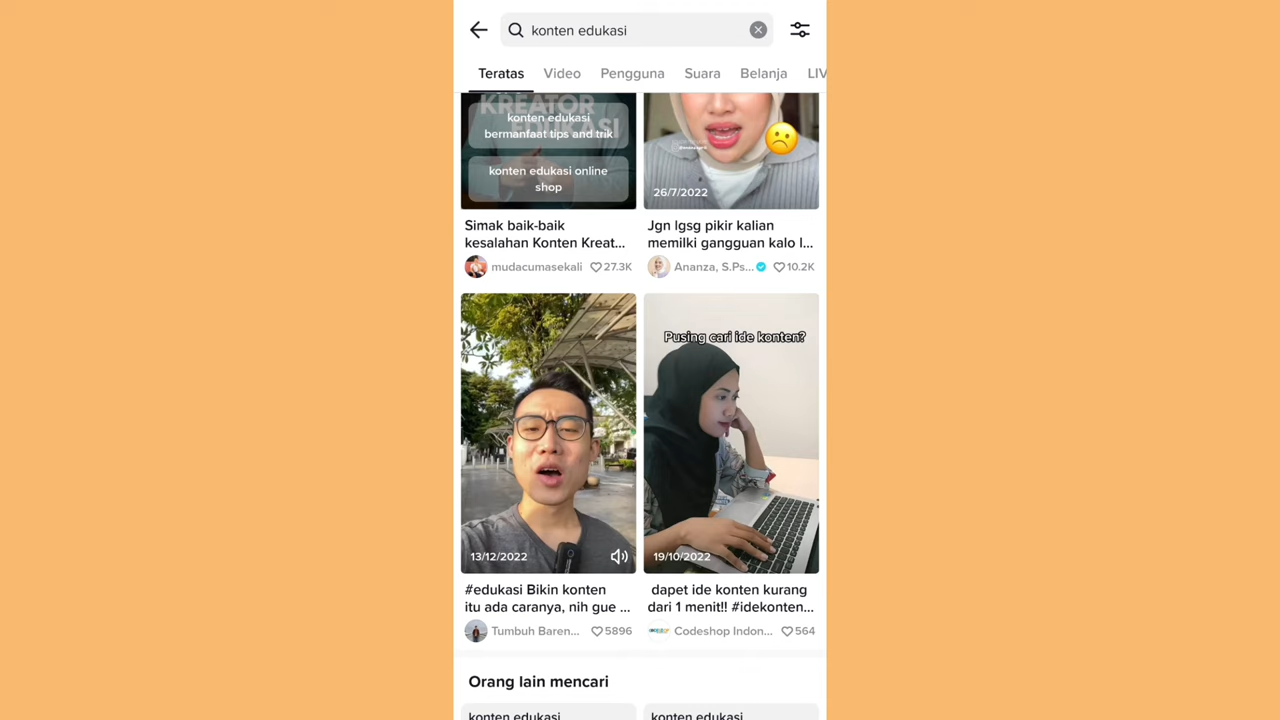 konten edukasi
Teratas Video Pengguna Suara Belanja LIV
KREATOR
EDUKASI
konten edukasi
bermanfaat tips and trik
konten edukasi online
shop
26/7/2022
Simak baik-baik
kesalahan Konten Kreat...
mudacumasekali 27.3K
Jgn lgsg pikir kalian
memilki gangguan kalo l...
Ananza, S.Ps... 10.2K
13/12/2022
Pusing cari ide konten?
19/10/2022
#edukasi Bikin konten
itu ada caranya, nih gue ...
Tumbuh Baren... 5896
dapet ide konten kurang
dari 1 menit!! #idekonten...
Codeshop Indon... 564
Orang lain mencari
konten edukasi
konten edukasi